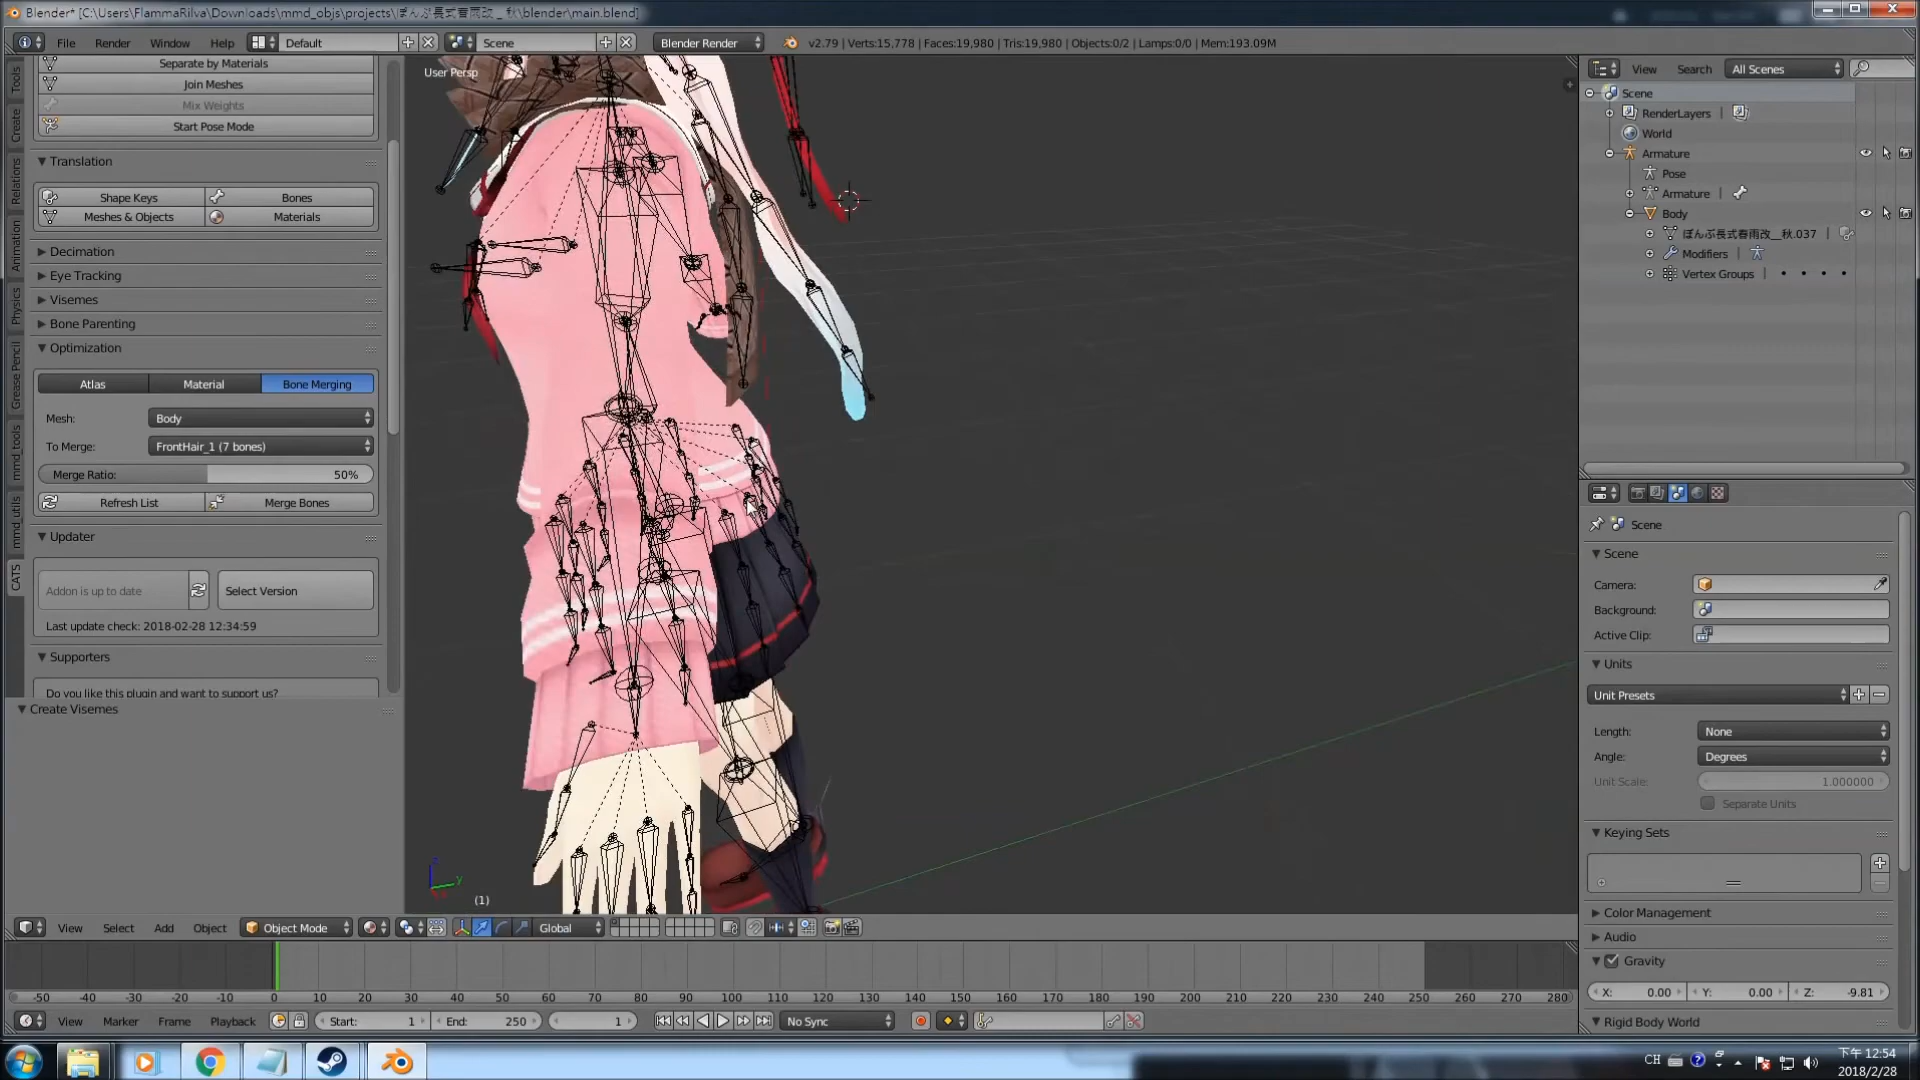 Blender* [C:\Users\FlammaRilva\Downloads\mmd_objs\projects\ぽんぷ長式春雨改 _ 秋\blender\main.blend]
File Render Window Help Default Scene Blender Render v2.79 | Verts:15,778 | Faces:19,980 | Tris:19,980 | Objects:0/2 | Lamps:0/0 | Mem:193.09M
Separate by Materials
Join Meshes
Mix Weights
Start Pose Mode
Translation
Shape Keys Bones
Meshes & Objects Materials
Decimation
Eye Tracking
Visemes
Bone Parenting
Optimization
Atlas Material Bone Merging
Mesh: Body
To Merge: FrontHair_1 (7 bones)
Merge Ratio: 50%
Refresh List Merge Bones
Updater
Addon is up to date Select Version
Last update check: 2018-02-28 12:34:59
Supporters
Do you like this plugin and want to support us?
Create Visemes
Tools
Create
Relations
Animation
Physics
Grease Pencil
mmd_tools
mmd_utils
CATS
User Persp
(1)
View Select Add Object Object Mode Global
View Search All Scenes
Scene
RenderLayers
World
Armature
Pose
Armature
Body
ぽんぷ長式春雨改__秋.037
Modifiers
Vertex Groups
Scene
Scene
Camera:
Background:
Active Clip:
Units
Unit Presets
Length: None
Angle: Degrees
Unit Scale: 1.000000
Separate Units
Keying Sets
Color Management
Audio
Gravity
X: 0.00 Y: 0.00 Z: -9.81
Rigid Body World
-50 -40 -30 -20 -10 0 10 20 30 40 50 60 70 80 90 100 110 120 130 140 150 160 170 180 190 200 210 220 230 240 250 260 270 280
View Marker Frame Playback Start: 1 End: 250 1 No Sync
CH
下午 12:54
2018/2/28